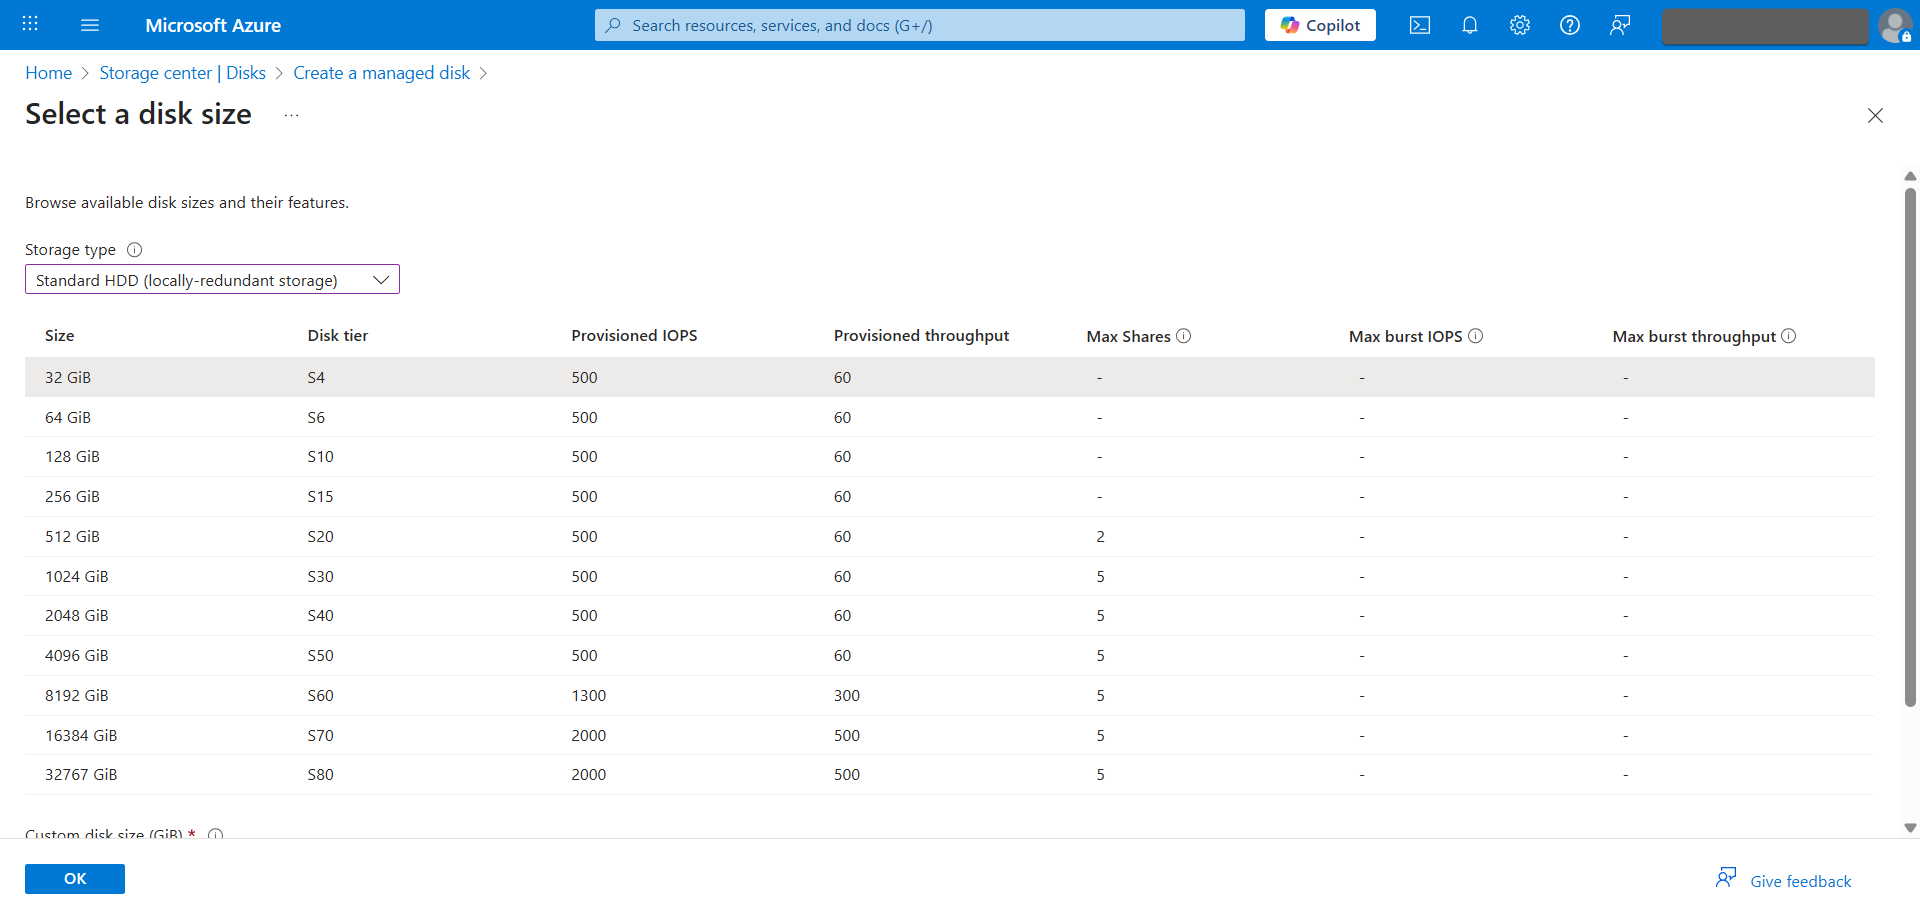 Microsoft Azure
Search resources, services, and docs (G+/)
Copilot
Home > Storage center | Disks > Create a managed disk >
Select a disk size ...
Browse available disk sizes and their features.
Storage type
Standard HDD (locally-redundant storage)
Size Disk tier Provisioned IOPS Provisioned throughput Max Shares Max burst IOPS Max burst throughput
32 GiB S4 500 60 - - -
64 GiB S6 500 60 - - -
128 GiB S10 500 60 - - -
256 GiB S15 500 60 - - -
512 GiB S20 500 60 2 - -
1024 GiB S30 500 60 5 - -
2048 GiB S40 500 60 5 - -
4096 GiB S50 500 60 5 - -
8192 GiB S60 1300 300 5 - -
16384 GiB S70 2000 500 5 - -
32767 GiB S80 2000 500 5 - -
Custom disk size (GiB) *
OK
Give feedback